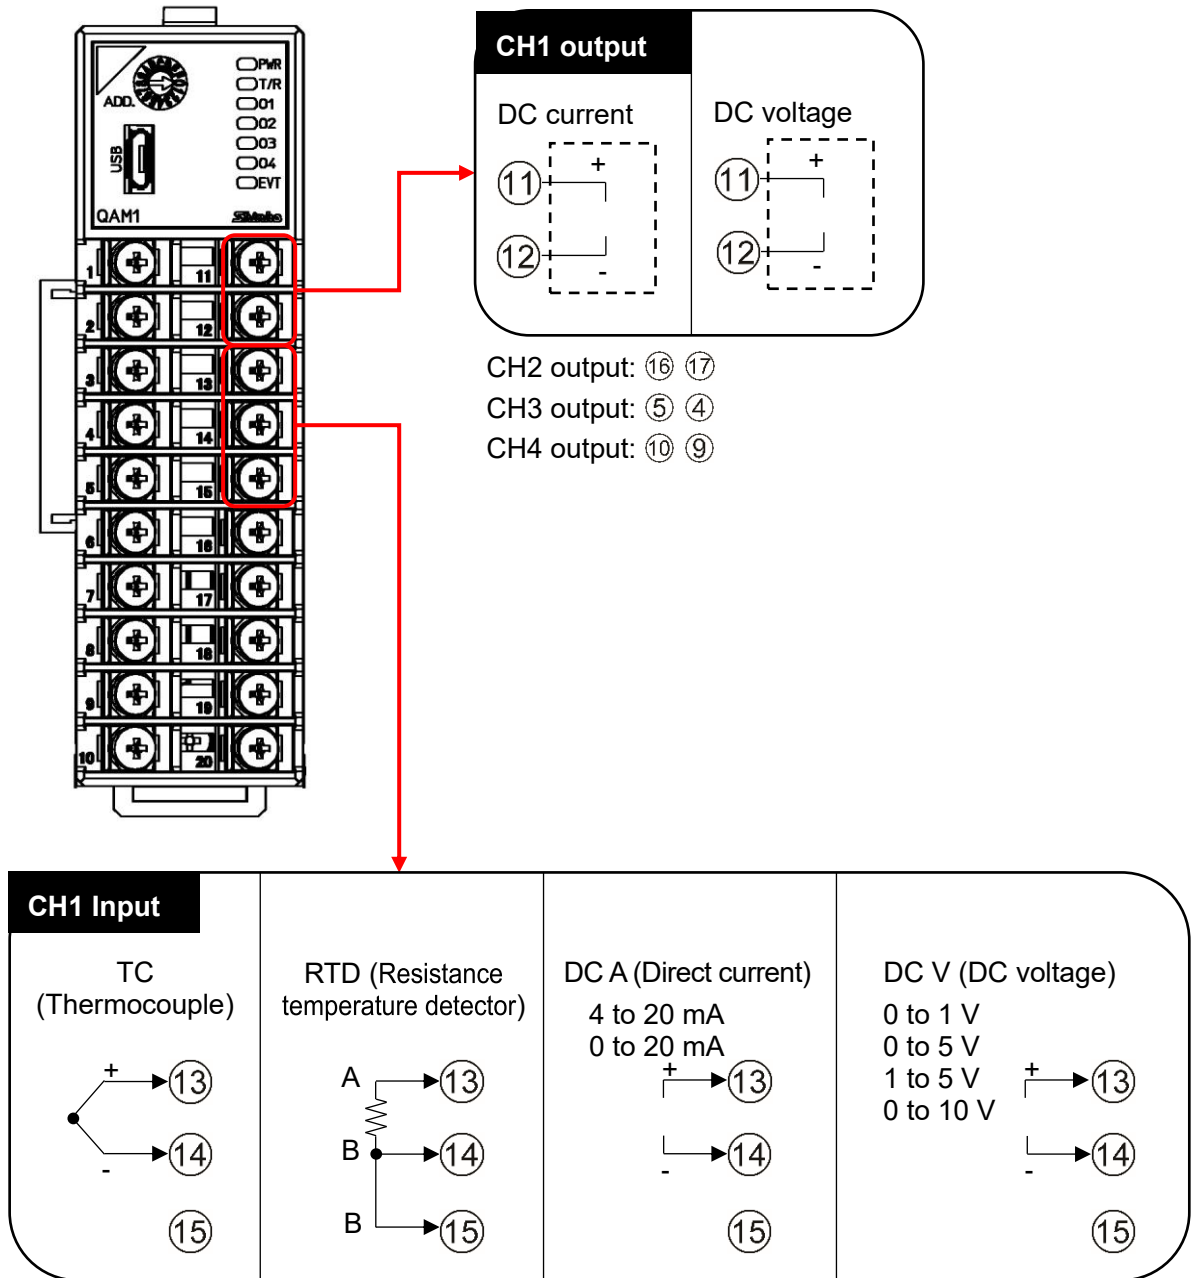 ADD.
USB
PWR
T/R
O1
O2
O3
O4
EVT
QAM1
Shinko
1
11
2
12
3
13
4
14
5
15
6
16
7
17
8
18
9
19
10
20
CH1 output
DC current
+
11
12
-
DC voltage
+
11
12
-
CH2 output: ⑯ ⑰
CH3 output: ⑤ ④
CH4 output: ⑩ ⑨
CH1 Input
TC
(Thermocouple)
+
13
14
-
15
RTD (Resistance
temperature detector)
A
13
B
14
B
15
DC A (Direct current)
4 to 20 mA
0 to 20 mA
+
13
14
-
15
DC V (DC voltage)
0 to 1 V
0 to 5 V
1 to 5 V
0 to 10 V
+
13
14
-
15